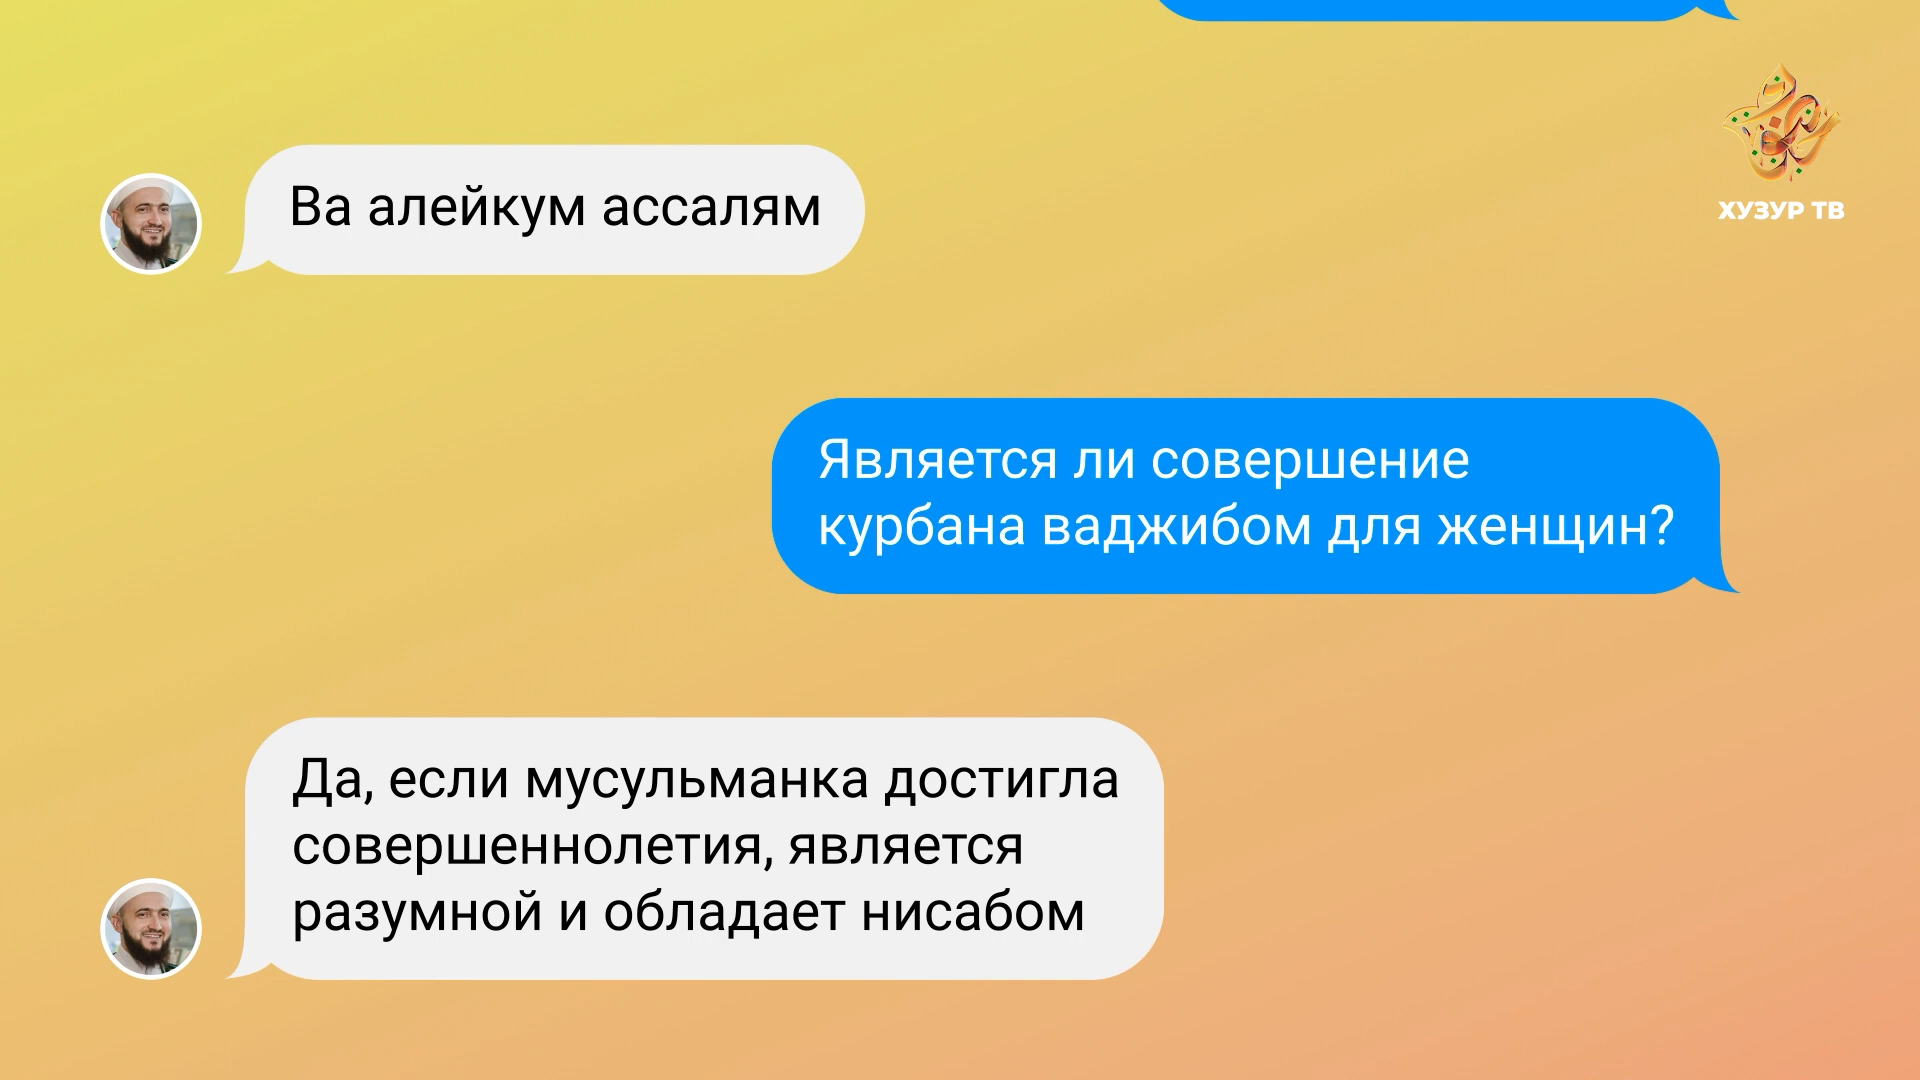 ХУЗУР ТВ
Ва алейкум ассалям
Является ли совершение
курбана ваджибом для женщин?
Да, если мусульманка достигла
совершеннолетия, является
разумной и обладает нисабом